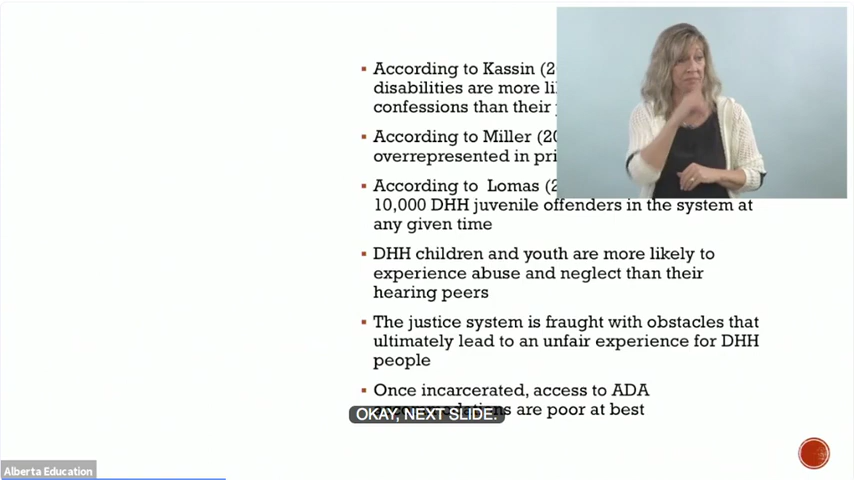 According to Kassin (2
disabilities are more li
confessions than their
According to Miller (20
overrepresented in pri
According to Lomas (2
10,000 DHH juvenile offenders in the system at
any given time
DHH children and youth are more likely to
experience abuse and neglect than their
hearing peers
The justice system is fraught with obstacles that
ultimately lead to an unfair experience for DHH
people
Once incarcerated, access to ADA
accommodations are poor at best
OKAY, NEXT SLIDE.
Alberta Education